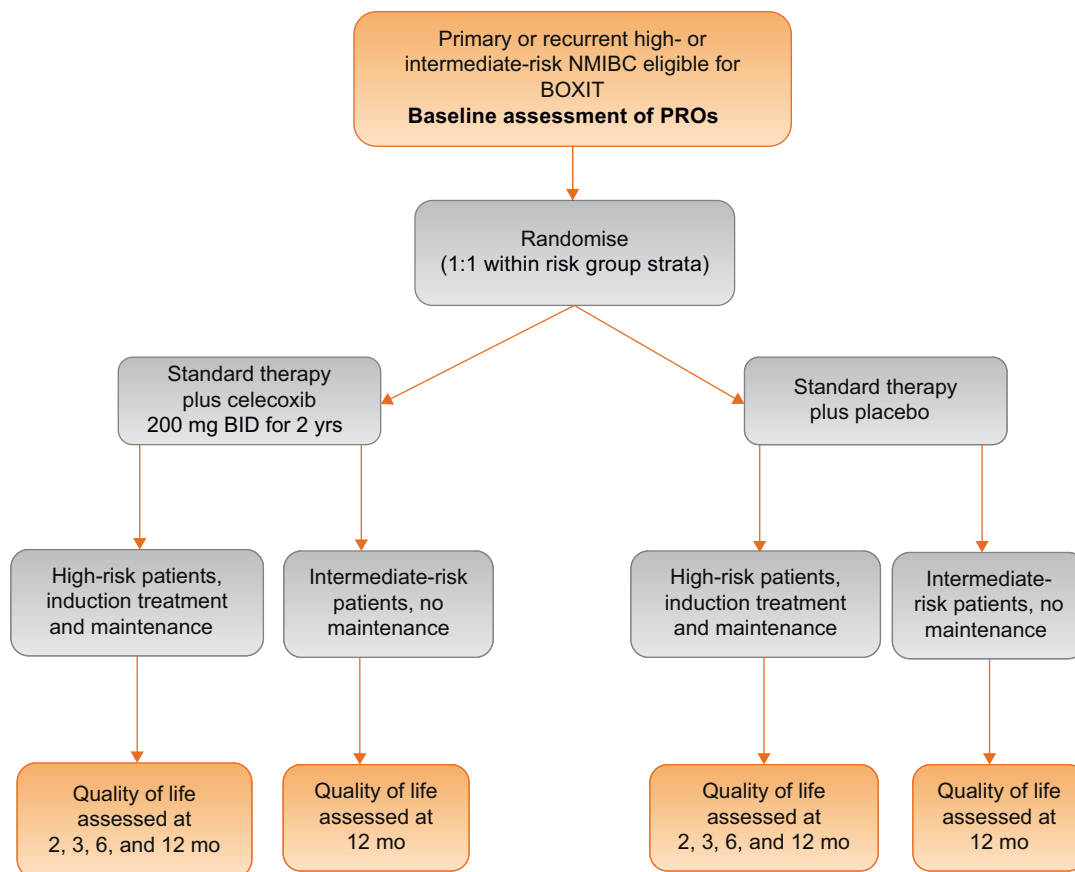 Primary or recurrent high- or
intermediate-risk NMIBC eligible for
BOXIT
Baseline assessment of PROs
Randomise
(1:1 within risk group strata)
Standard therapy
plus celecoxib
200 mg BID for 2 yrs
Standard therapy
plus placebo
High-risk patients,
induction treatment
and maintenance
Intermediate-risk
patients, no
maintenance
High-risk patients,
induction treatment
and maintenance
Intermediate-
risk patients, no
maintenance
Quality of life
assessed at
2, 3, 6, and 12 mo
Quality of life
assessed at
12 mo
Quality of life
assessed at
2, 3, 6, and 12 mo
Quality of life
assessed at
12 mo